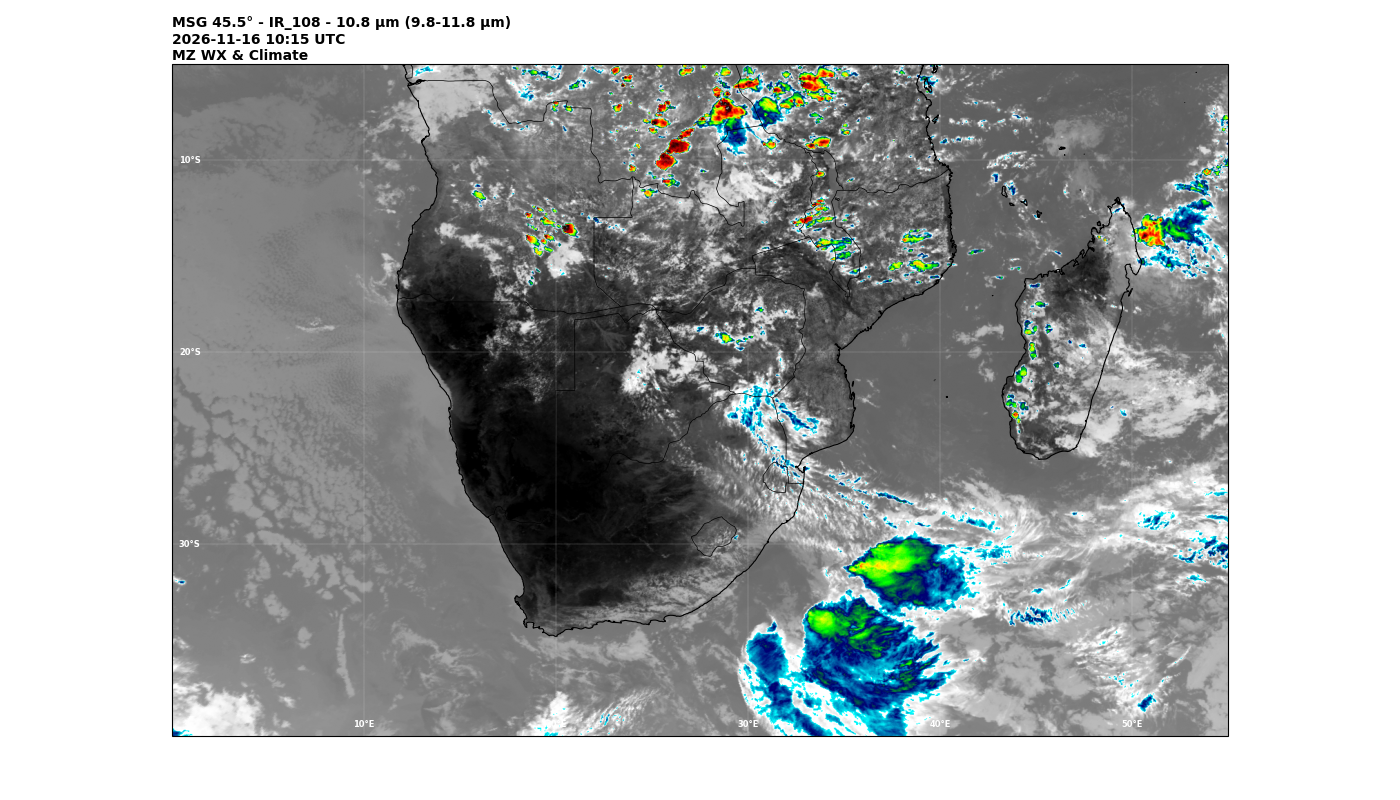 MSG 45.5° - IR_108 - 10.8 μm (9.8-11.8 μm)
2026-11-16 10:15 UTC
MZ WX & Climate
10°S
20°S
30°S
10°E
30°E
40°E
50°E